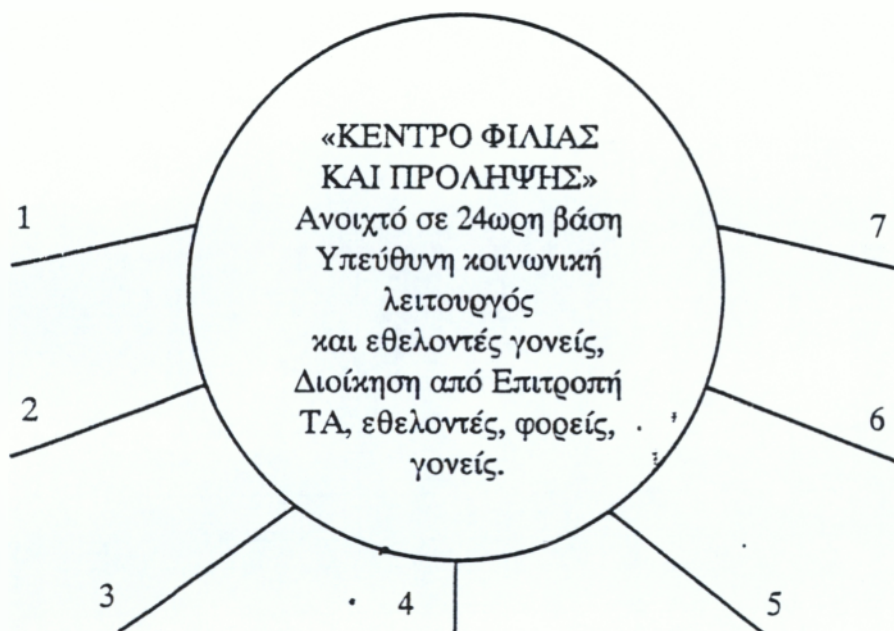 «ΚΕΝΤΡΟ ΦΙΛΙΑΣ
ΚΑΙ ΠΡΟΛΗΨΗΣ»
Ανοιχτό σε 24ωρη βάση
Υπεύθυνη κοινωνική
λειτουργός
και εθελοντές γονείς,
Διοίκηση από Επιτροπή
ΤΑ, εθελοντές, φορείς,
γονείς.
1
7
2
6
3
4
5